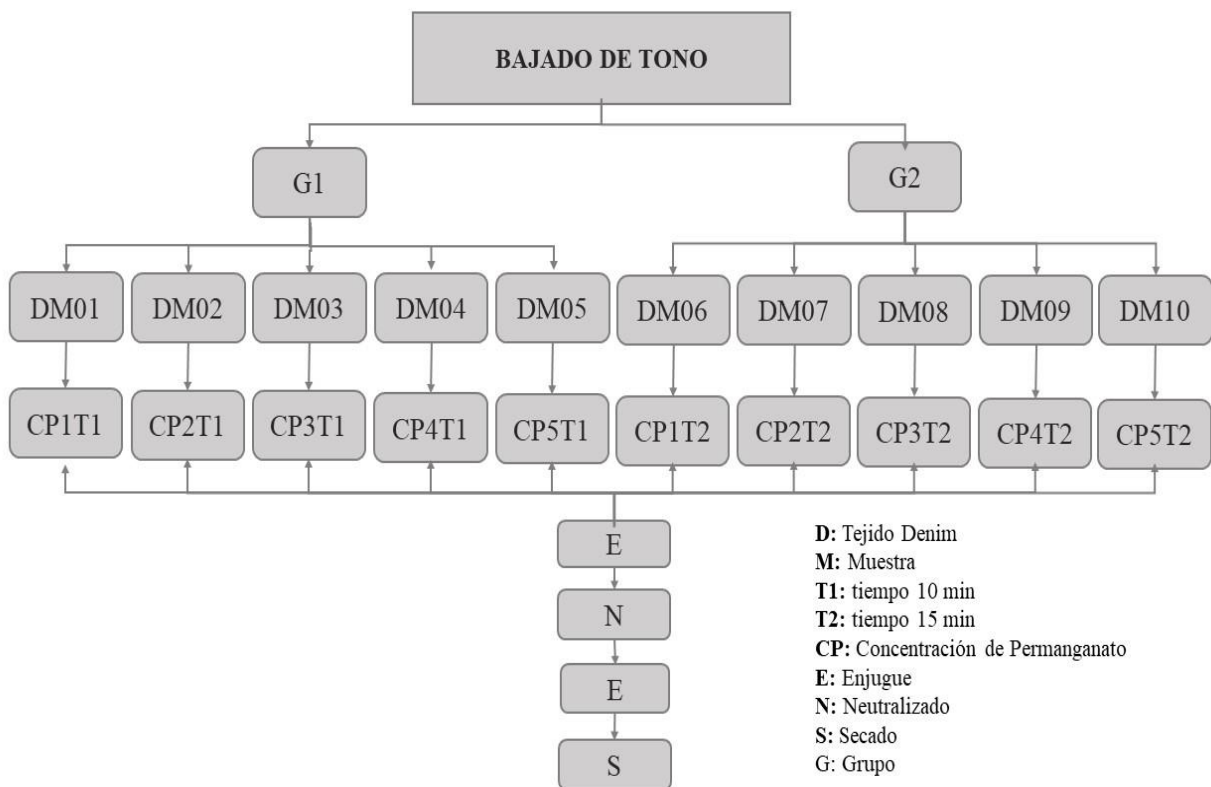 BAJADO DE TONO
G1
G2
DM01
DM02
DM03
DM04
DM05
DM06
DM07
DM08
DM09
DM10
CP1T1
CP2T1
CP3T1
CP4T1
CP5T1
CP1T2
CP2T2
CP3T2
CP4T2
CP5T2
E
N
E
S
D: Tejido Denim
M: Muestra
T1: tiempo 10 min
T2: tiempo 15 min
CP: Concentración de Permanganato
E: Enjugue
N: Neutralizado
S: Secado
G: Grupo